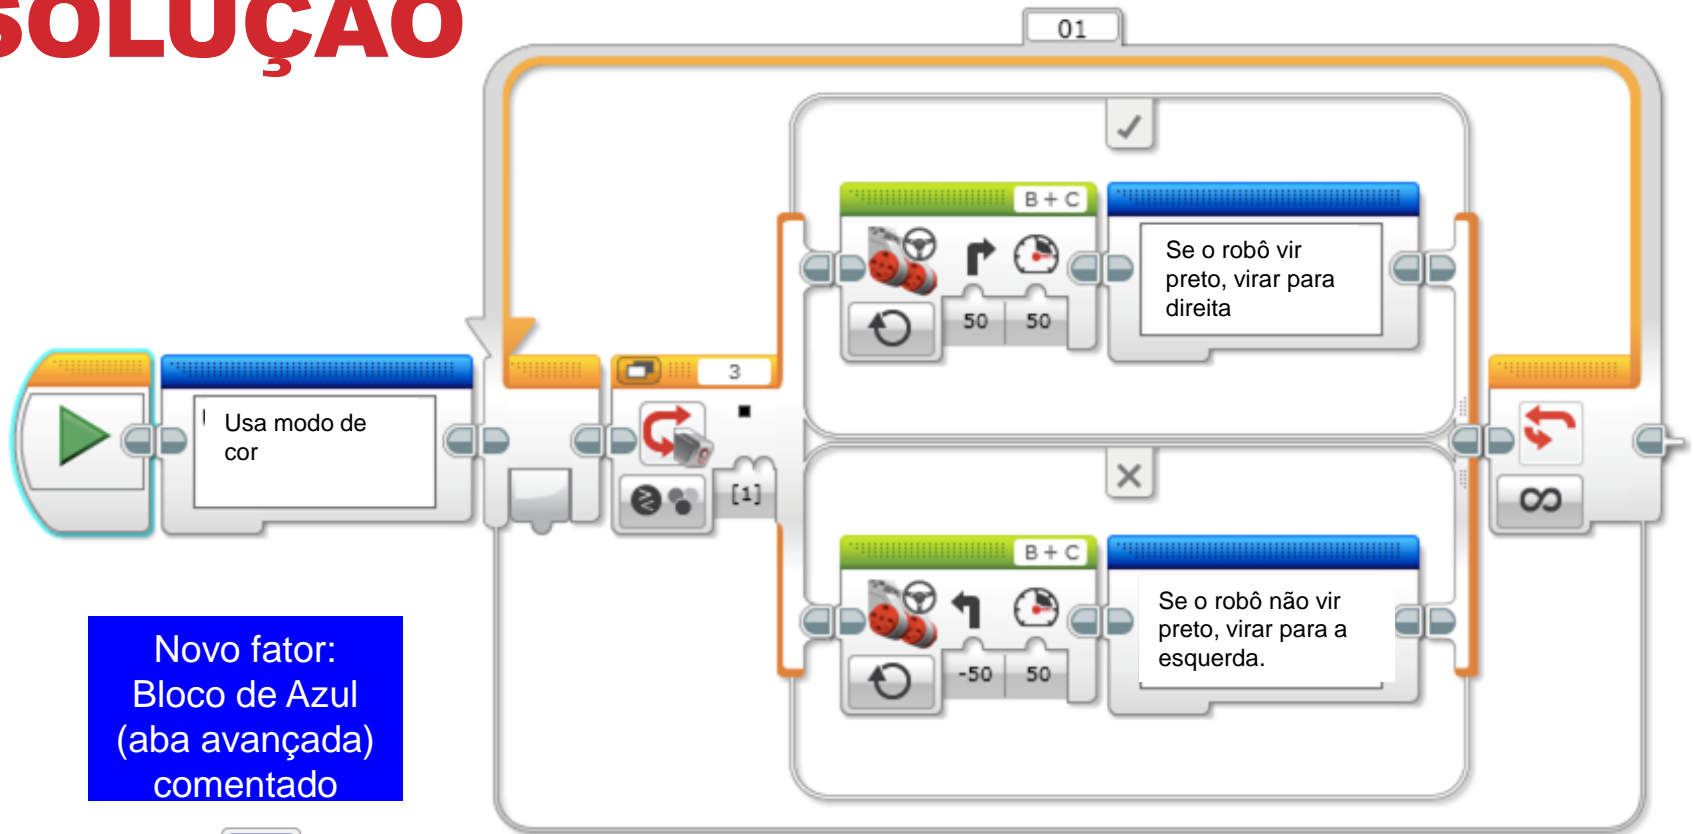 SOLUÇÃO
01
B + C
50 50
Se o robô vir
preto, virar para
direita
3
[1]
Usa modo de
cor
B + C
-50 50
Se o robô não vir
preto, virar para a
esquerda.
Novo fator:
Bloco de Azul
(aba avançada)
comentado